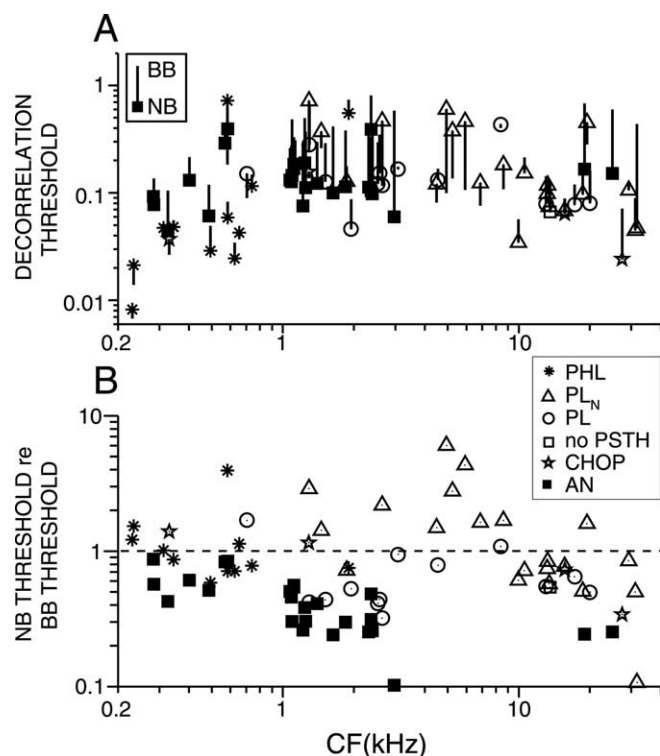 A
BB
NB
DECORRELATION
THRESHOLD
1
0.1
0.01
0.2
1
10
B
PHL
PLN
PL
no PSTH
CHOP
AN
NB THRESHOLD re
BB THRESHOLD
10
1
0.1
0.2
1
10
CF(kHz)